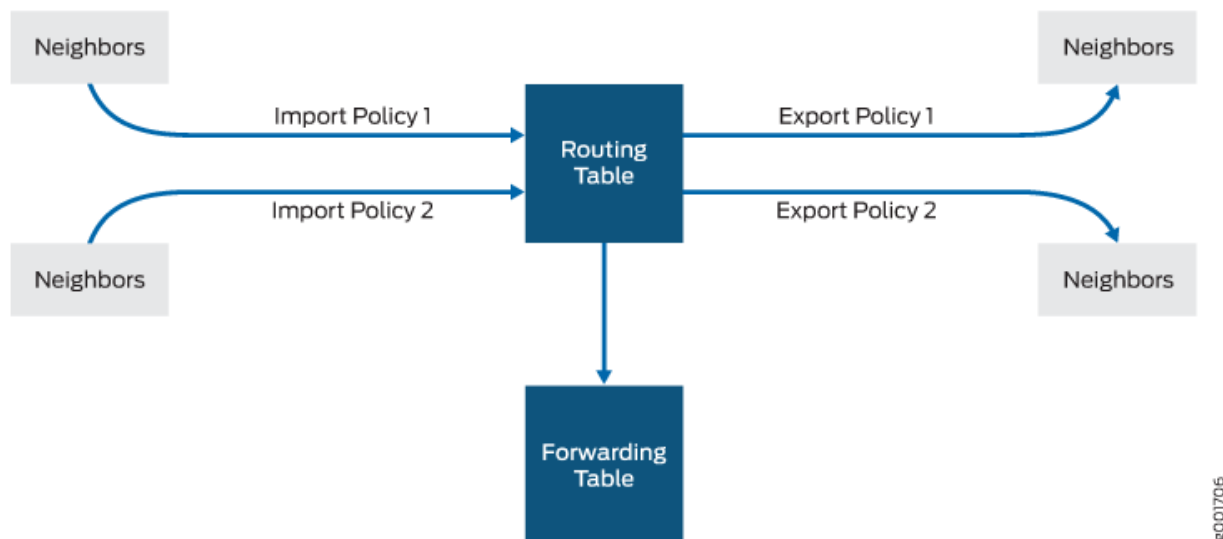 Neighbors
Neighbors
Import Policy 1
Export Policy 1
Routing
Table
Import Policy 2
Export Policy 2
Neighbors
Neighbors
Forwarding
Table
g001706